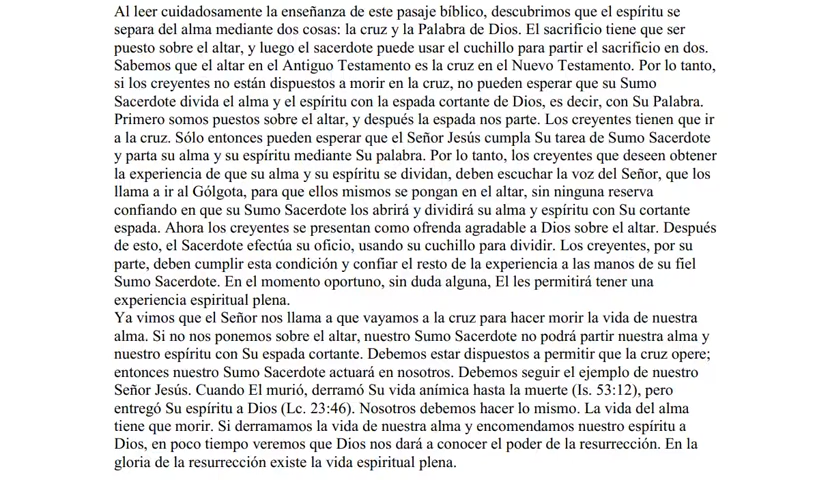 Al leer cuidadosamente la enseñanza de este pasaje bíblico, descubrimos que el espíritu se
separa del alma mediante dos cosas: la cruz y la Palabra de Dios. El sacrificio tiene que ser
puesto sobre el altar, y luego el sacerdote puede usar el cuchillo para partir el sacrificio en dos.
Sabemos que el altar en el Antiguo Testamento es la cruz en el Nuevo Testamento. Por lo tanto,
si los creyentes no están dispuestos a morir en la cruz, no pueden esperar que su Sumo
Sacerdote divida el alma y el espíritu con la espada cortante de Dios, es decir, con Su Palabra.
Primero somos puestos sobre el altar, y después la espada nos parte. Los creyentes tienen que ir
a la cruz. Sólo entonces pueden esperar que el Señor Jesús cumpla Su tarea de Sumo Sacerdote
y parta su alma y su espíritu mediante Su palabra. Por lo tanto, los creyentes que deseen obtener
la experiencia de que su alma y su espíritu se dividan, deben escuchar la voz del Señor, que los
llama a ir al Gólgota, para que ellos mismos se pongan en el altar, sin ninguna reserva
confiando en que su Sumo Sacerdote los abrirá y dividirá su alma y espíritu con Su cortante
espada. Ahora los creyentes se presentan como ofrenda agradable a Dios sobre el altar. Después
de esto, el Sacerdote efectúa su oficio, usando su cuchillo para dividir. Los creyentes, por su
parte, deben cumplir esta condición y confiar el resto de la experiencia a las manos de su fiel
Sumo Sacerdote. En el momento oportuno, sin duda alguna, El les permitirá tener una
experiencia espiritual plena.
Ya vimos que el Señor nos llama a que vayamos a la cruz para hacer morir la vida de nuestra
alma. Si no nos ponemos sobre el altar, nuestro Sumo Sacerdote no podrá partir nuestra alma y
nuestro espíritu con Su espada cortante. Debemos estar dispuestos a permitir que la cruz opere;
entonces nuestro Sumo Sacerdote actuará en nosotros. Debemos seguir el ejemplo de nuestro
Señor Jesús. Cuando El murió, derramó Su vida anímica hasta la muerte (Is. 53:12), pero
entregó Su espíritu a Dios (Lc. 23:46). Nosotros debemos hacer lo mismo. La vida del alma
tiene que morir. Si derramamos la vida de nuestra alma y encomendamos nuestro espíritu a
Dios, en poco tiempo veremos que Dios nos dará a conocer el poder de la resurrección. En la
gloria de la resurrección existe la vida espiritual plena.